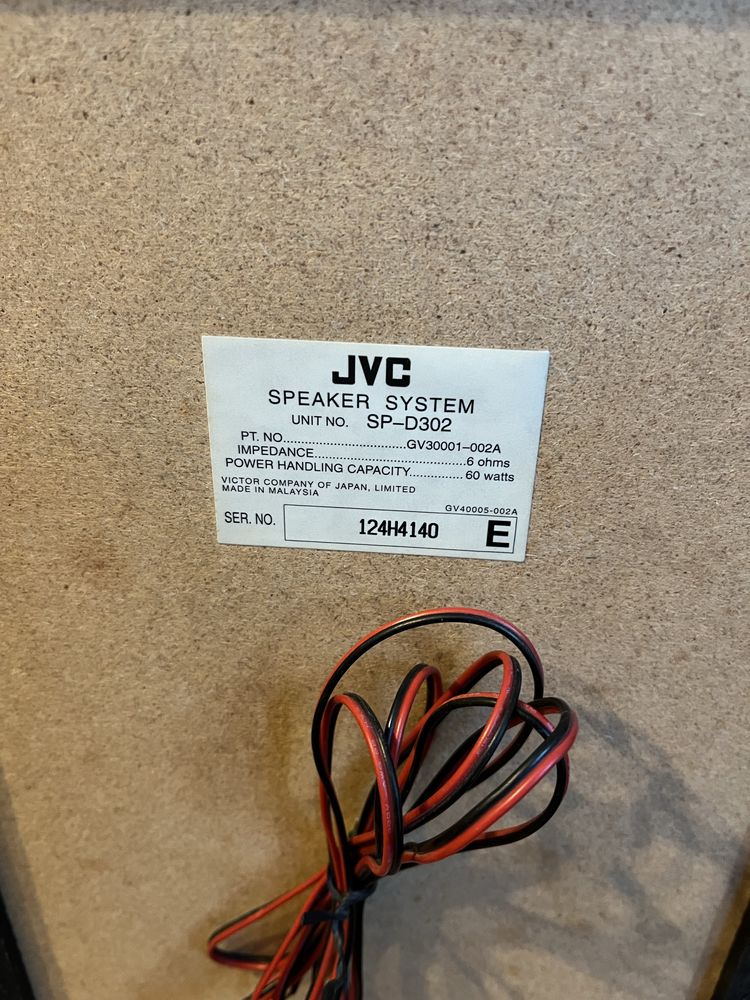 JVC
SPEAKER SYSTEM
UNIT NO. SP–D302
PT. NO.................................GV30001–002A
IMPEDANCE........................................6 ohms
POWER HANDLING CAPACITY.............. 60 watts
VICTOR COMPANY OF JAPAN, LIMITED
MADE IN MALAYSIA
GV40005-002A
SER. NO. 124H4140 E